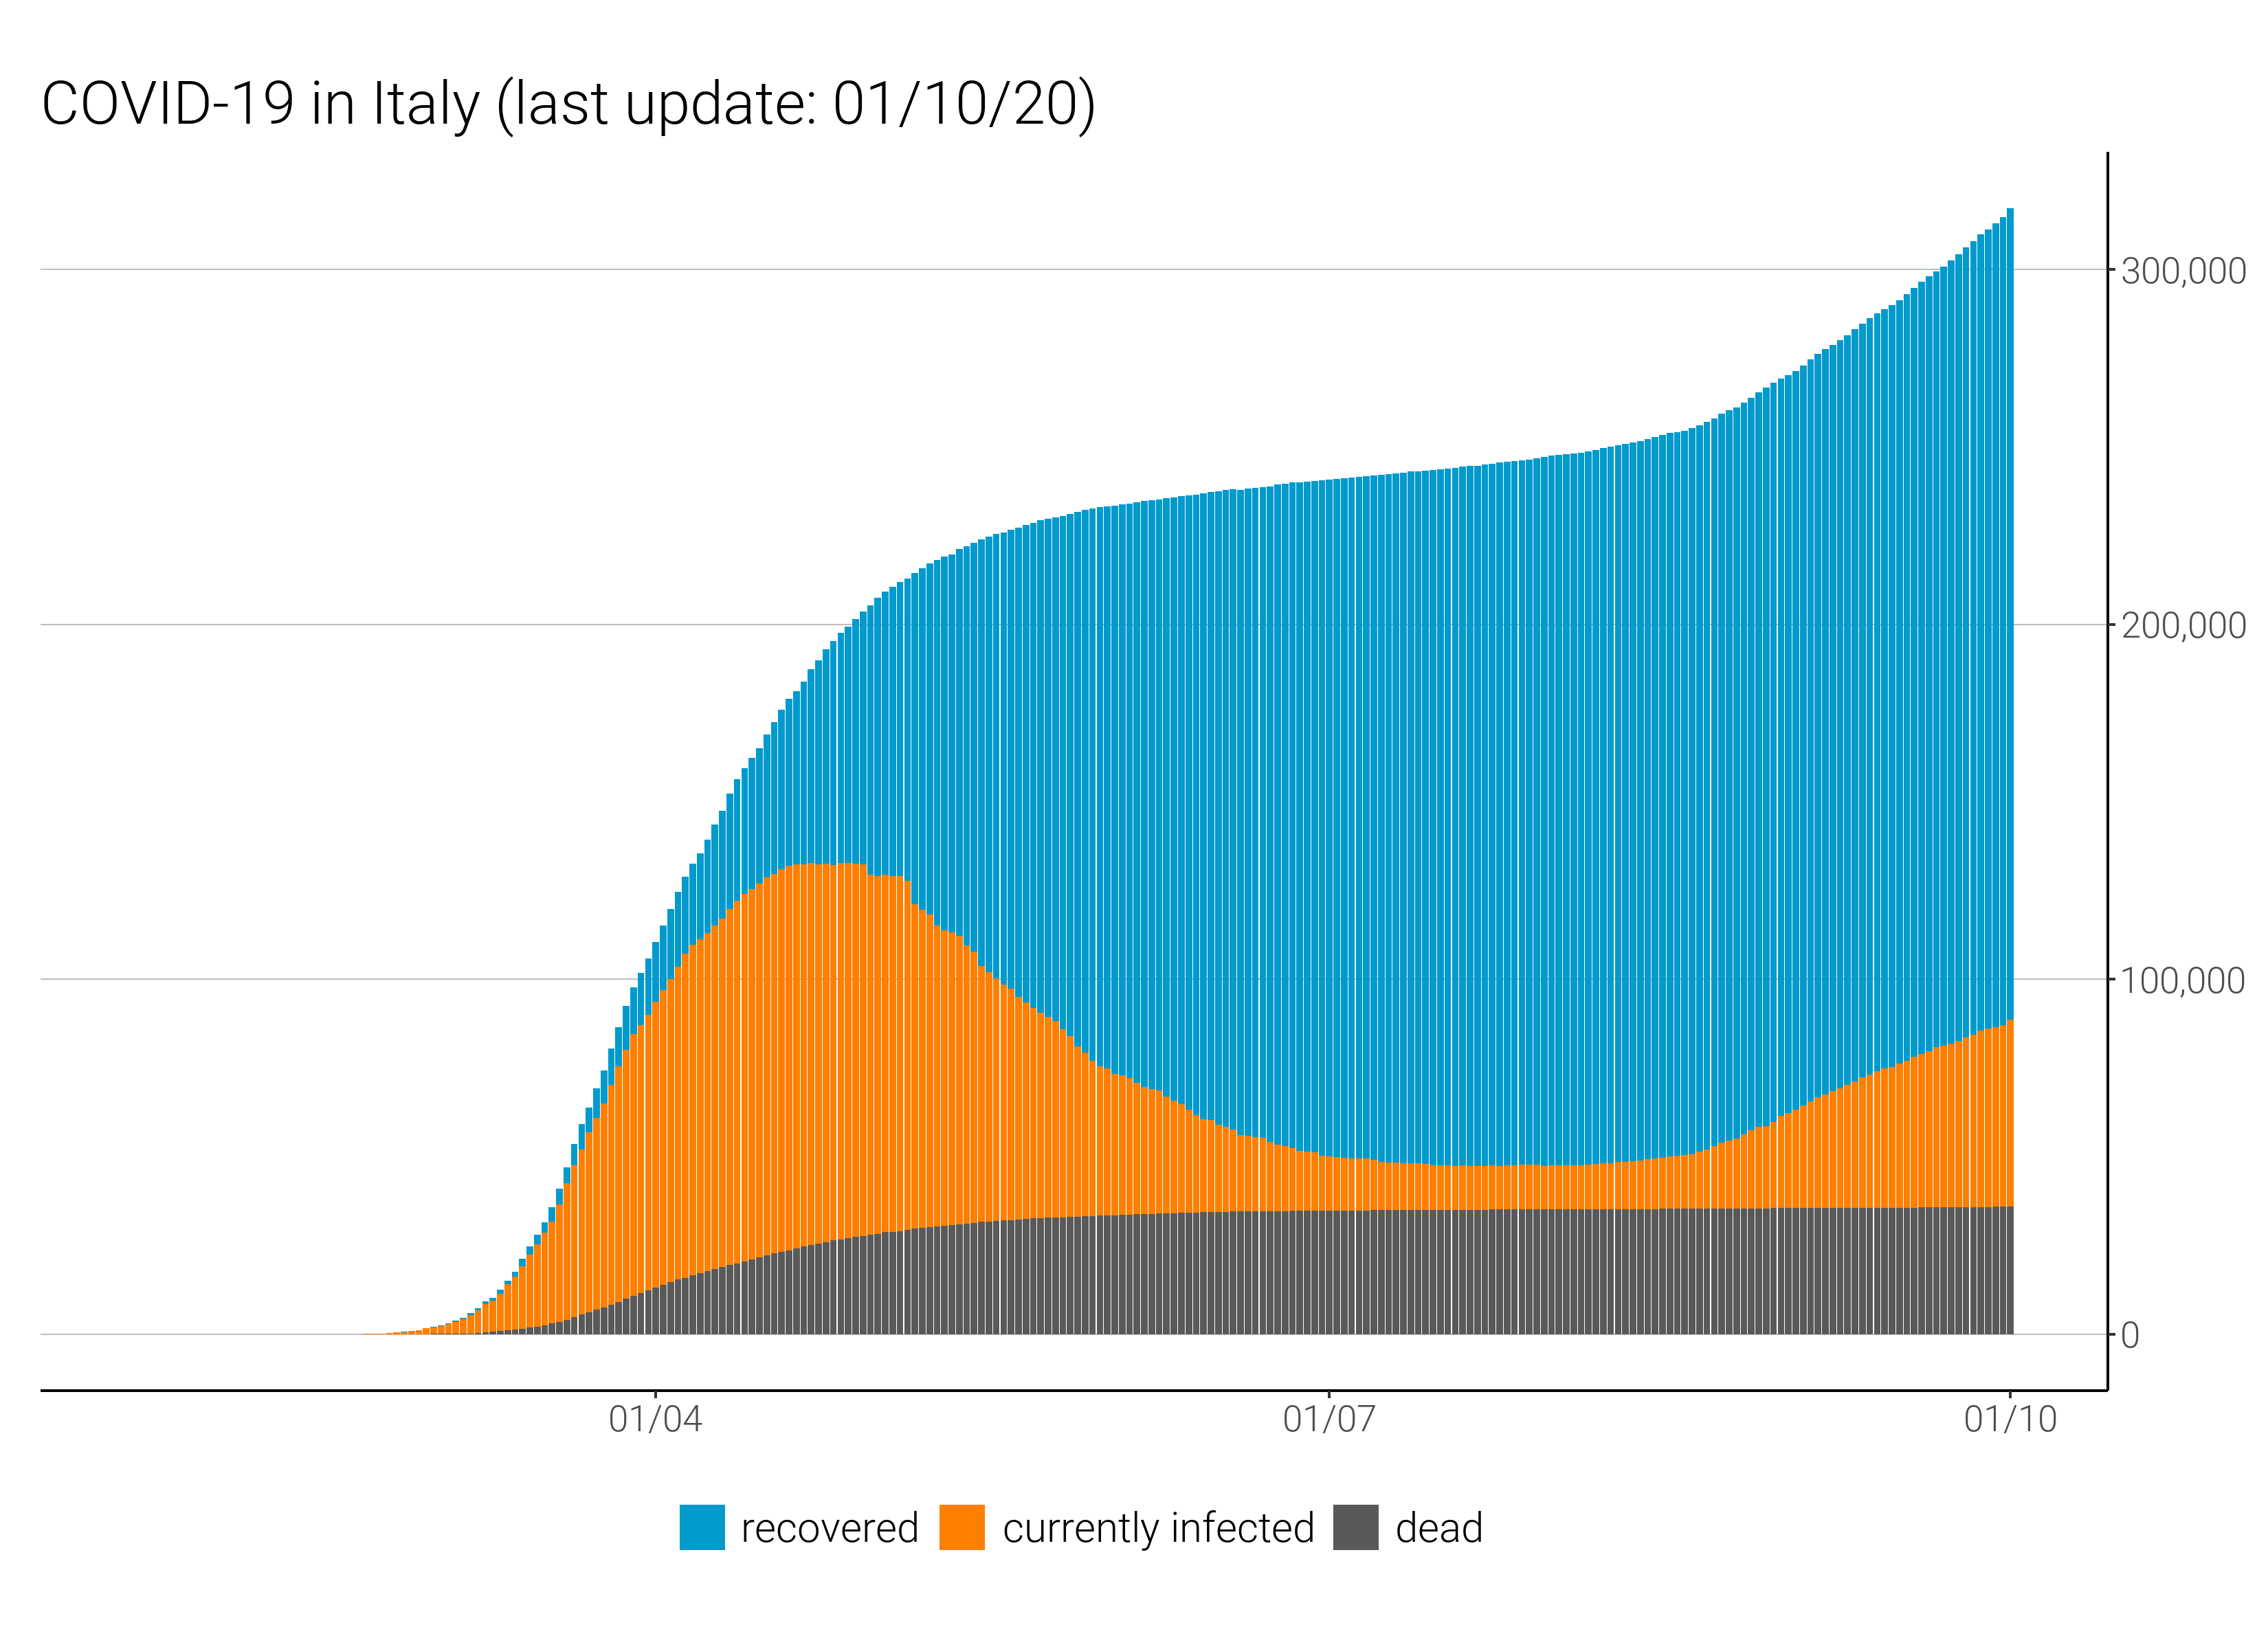 COVID-19 in Italy (last update: 01/10/20)
300,000
200,000
100,000
0
01/04 01/07 01/10
recovered currently infected dead